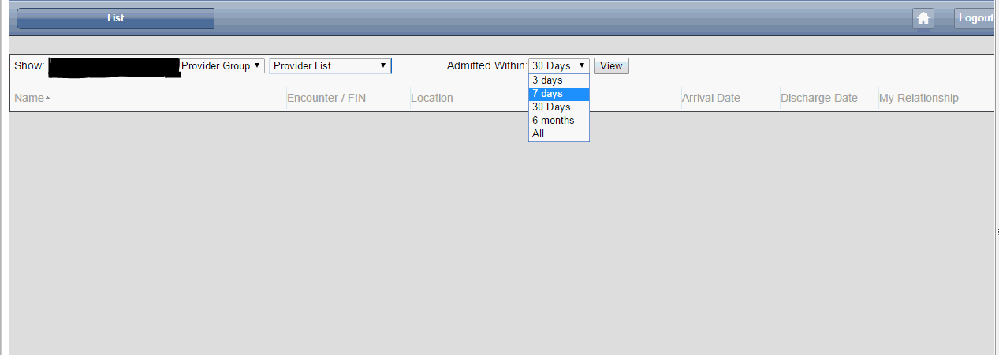 List Logout
Show: Provider Group Provider List Admitted Within: 30 Days View
3 days
7 days
Name Encounter / FIN Location Arrival Date Discharge Date My Relationship
30 Days
6 months
All